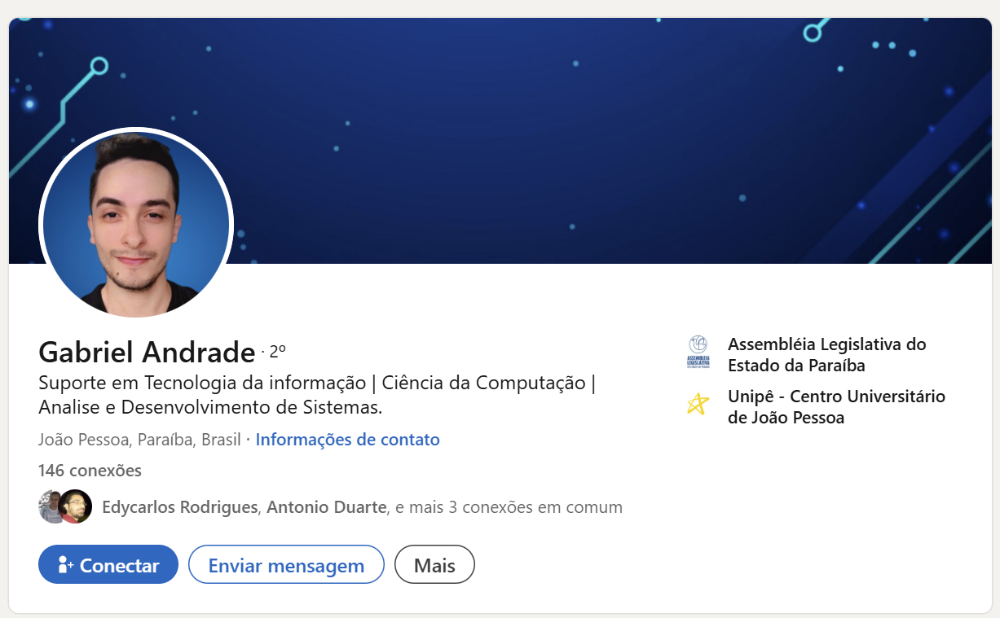 Gabriel Andrade · 2º
Suporte em Tecnologia da informação | Ciência da Computação |
Analise e Desenvolvimento de Sistemas.
João Pessoa, Paraíba, Brasil · Informações de contato
146 conexões
Edycarlos Rodrigues, Antonio Duarte, e mais 3 conexões em comum
Conectar
Enviar mensagem
Mais
ASSEMBLEIA
LEGISLATIVA
Assembléia Legislativa do
Estado da Paraíba
Unipê - Centro Universitário
de João Pessoa